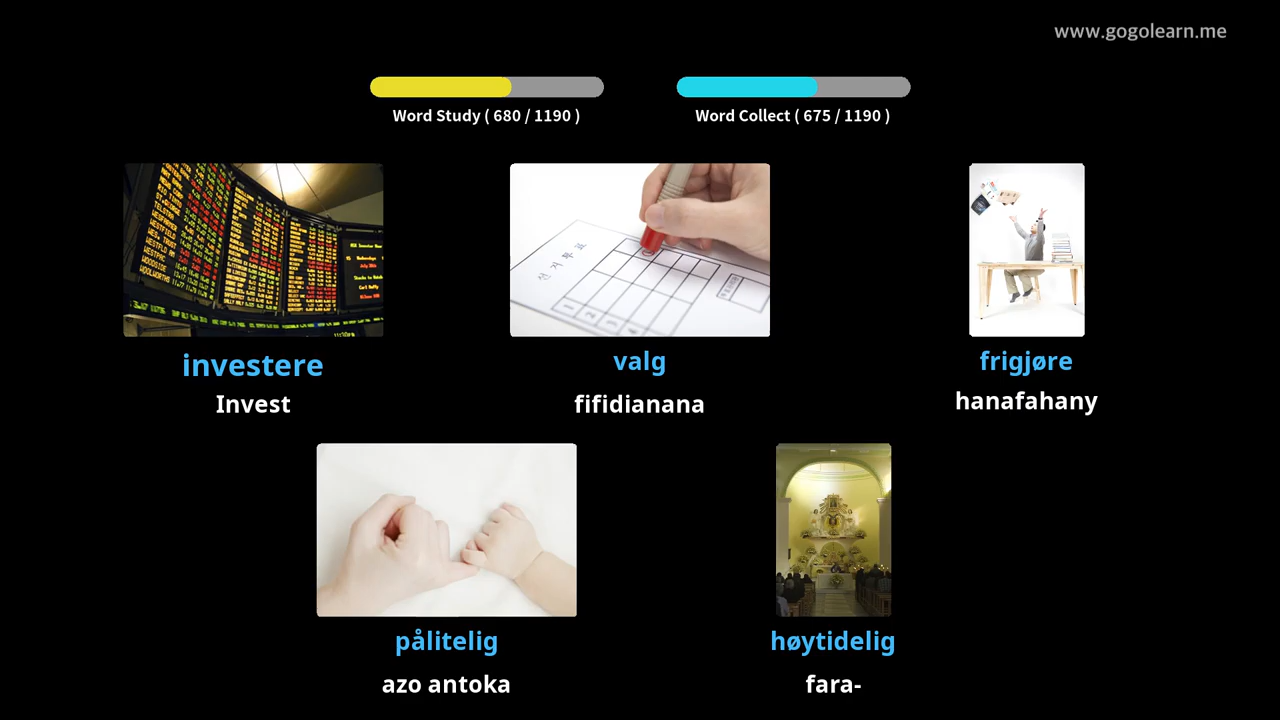 www.gogolearn.me
Word Study ( 680 / 1190 )
Word Collect ( 675 / 1190 )
investere
valg
frigjøre
Invest
fifidianana
hanafahany
pålitelig
høytidelig
azo antoka
fara-